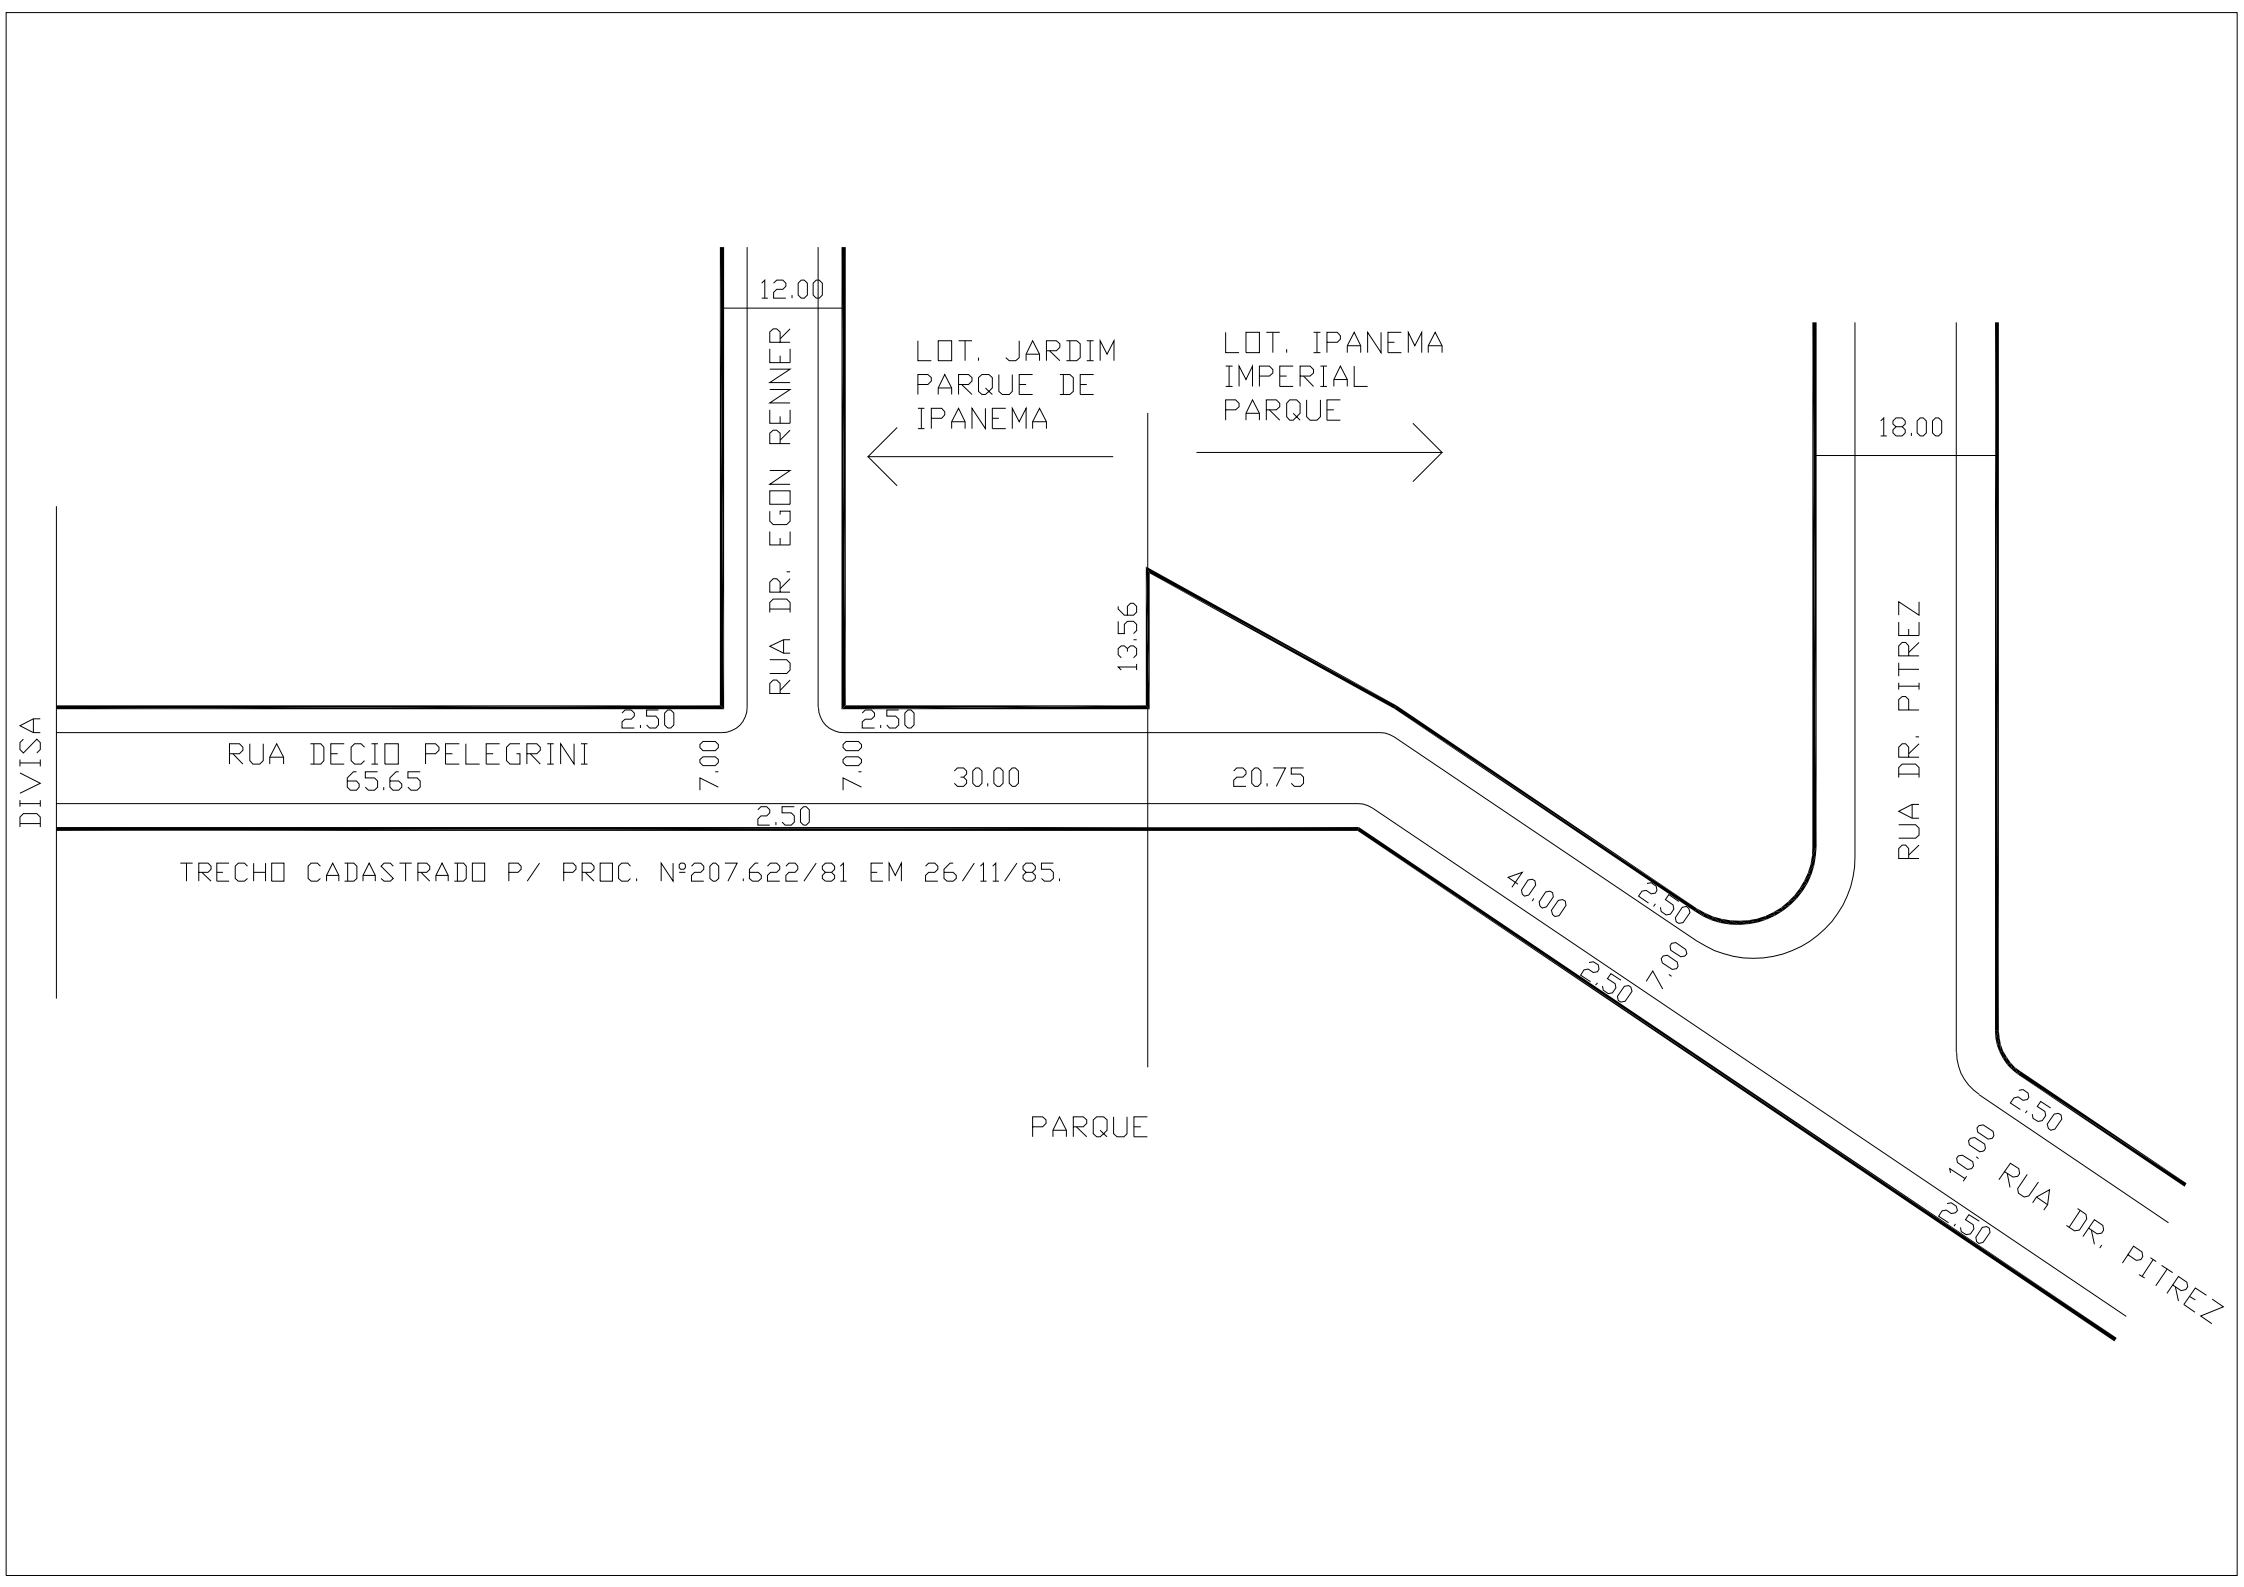 12.00
RUA DR. EGON RENNER
LOT. JARDIM
PARQUE DE
IPANEMA
LOT. IPANEMA
IMPERIAL
PARQUE
18.00
13.56
RUA DR. PITREZ
DIVISA
2.50
2.50
RUA DECIO PELEGRINI
65.65
7.00
7.00
30.00
20.75
2.50
TRECHO CADASTRADO P/ PROC. Nº207.622/81 EM 26/11/85.
40.00
2.50
7.00
2.50
PARQUE
2.50
10.00
RUA DR. PITREZ
2.50